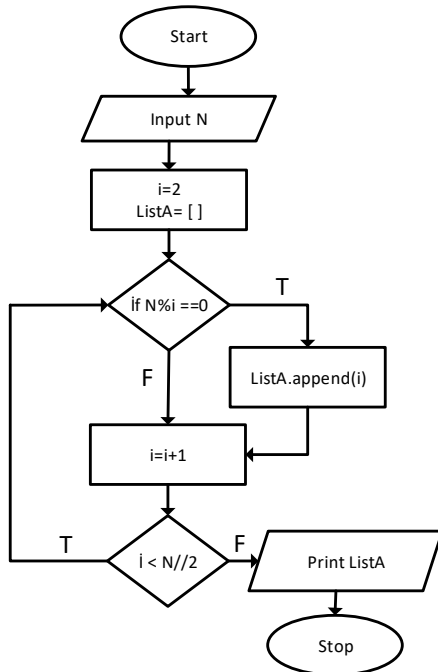 Start
Input N
i=2
ListA= [ ]
İf N%i ==0
T
ListA.append(i)
F
i=i+1
T
İ < N//2
F
Print ListA
Stop